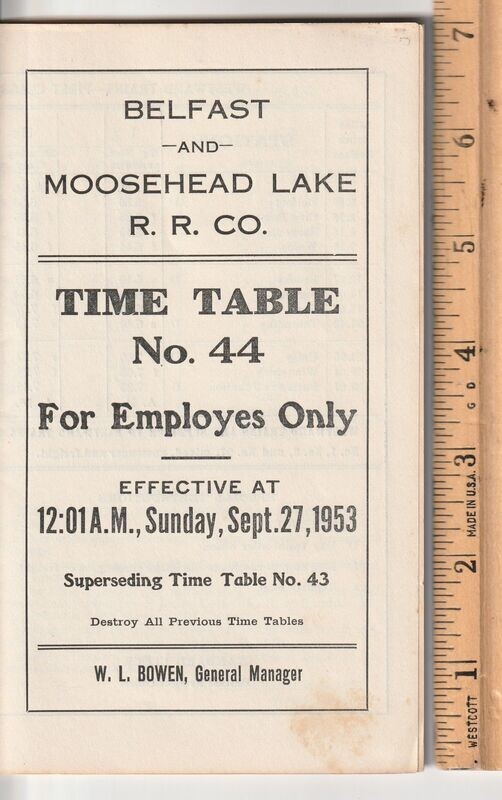 BELFAST
—AND—
MOOSEHEAD LAKE
R. R. CO.
TIME TABLE
No. 44
For Employes Only
EFFECTIVE AT
12:01 A.M., Sunday, Sept. 27, 1953
Superseding Time Table No. 43
Destroy All Previous Time Tables
W. L. BOWEN, General Manager
7
6
5
4
G D
3
MADE IN U.S.A.
2
1
WESTCOTT